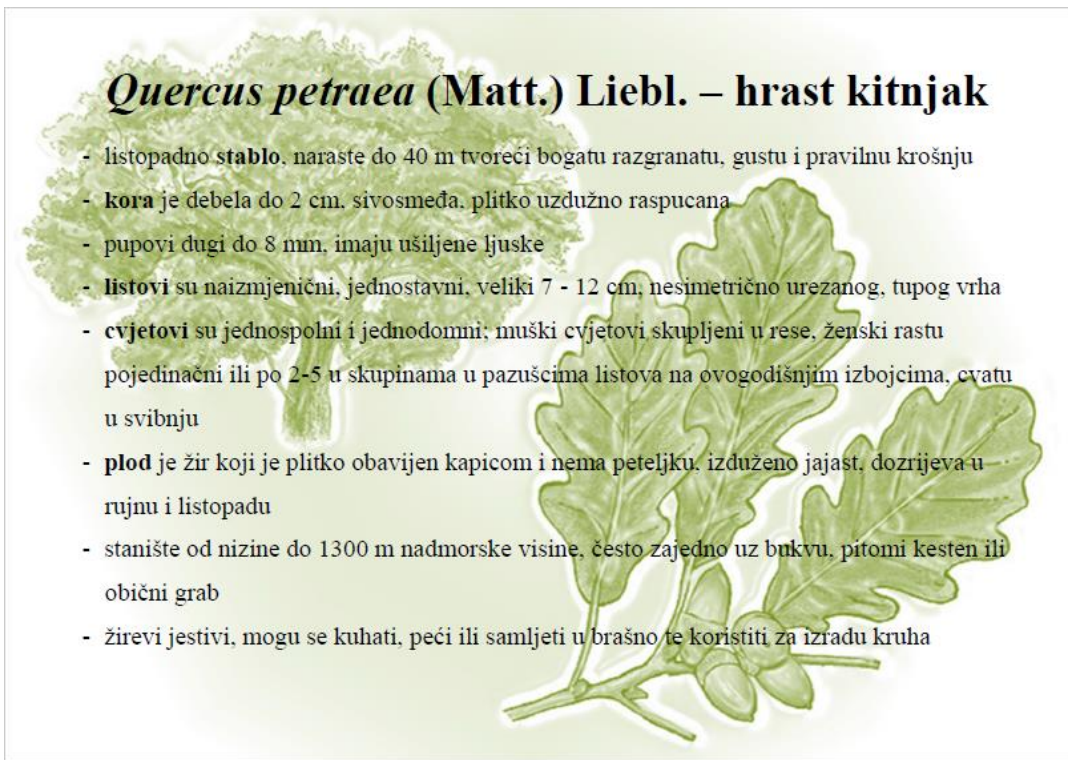 Quercus petraea (Matt.) Liebl. – hrast kitnjak
- listopadno stablo, naraste do 40 m tvoreći bogatu razgranatu, gustu i pravilnu krošnju
- kora je debela do 2 cm, sivosmeđa, plitko uzdužno raspucana
- pupovi dugi do 8 mm, imaju ušiljene ljuske
- listovi su naizmjenični, jednostavni, veliki 7 - 12 cm, nesimetrično urezanog, tupog vrha
- cvjetovi su jednospolni i jednodomni; muški cvjetovi skupljeni u rese, ženski rastu
pojedinačni ili po 2-5 u skupinama u pazušcima listova na ovogodišnjim izbojcima, cvatu
u svibnju
- plod je žir koji je plitko obavijen kapicom i nema peteljku, izduženo jajast, dozrijeva u
rujnu i listopadu
- stanište od nizine do 1300 m nadmorske visine, često zajedno uz bukvu, pitomi kesten ili
obični grab
- žirevi jestivi, mogu se kuhati, peći ili samljeti u brašno te koristiti za izradu kruha